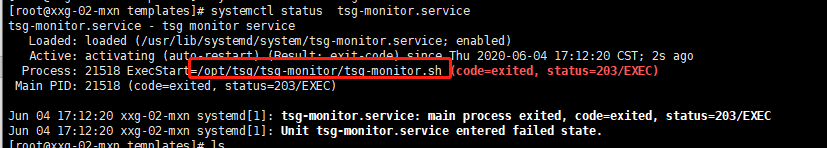 [root@xxg-02-mxn templates]# systemctl status  tsg-monitor.service
tsg-monitor.service - tsg monitor service
   Loaded: loaded (/usr/lib/systemd/system/tsg-monitor.service; enabled)
   Active: activating (auto-restart) (Result: exit-code) since Thu 2020-06-04 17:12:20 CST; 2s ago
  Process: 21518 ExecStart=/opt/tsg/tsg-monitor/tsg-monitor.sh (code=exited, status=203/EXEC)
 Main PID: 21518 (code=exited, status=203/EXEC)
Jun 04 17:12:20 xxg-02-mxn systemd[1]: tsg-monitor.service: main process exited, code=exited, status=203/EXEC
Jun 04 17:12:20 xxg-02-mxn systemd[1]: Unit tsg-monitor.service entered failed state.
[root@xxg-02-mxn templates]# ls